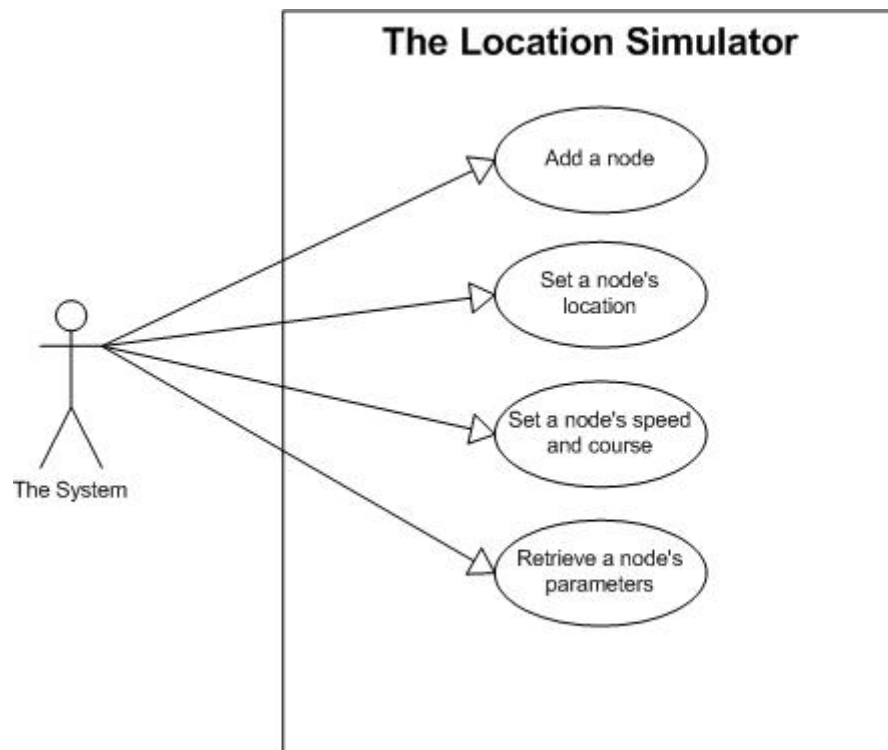 The Location Simulator
Add a node
Set a node's
location
Set a node's speed
and course
The System
Retrieve a node's
parameters